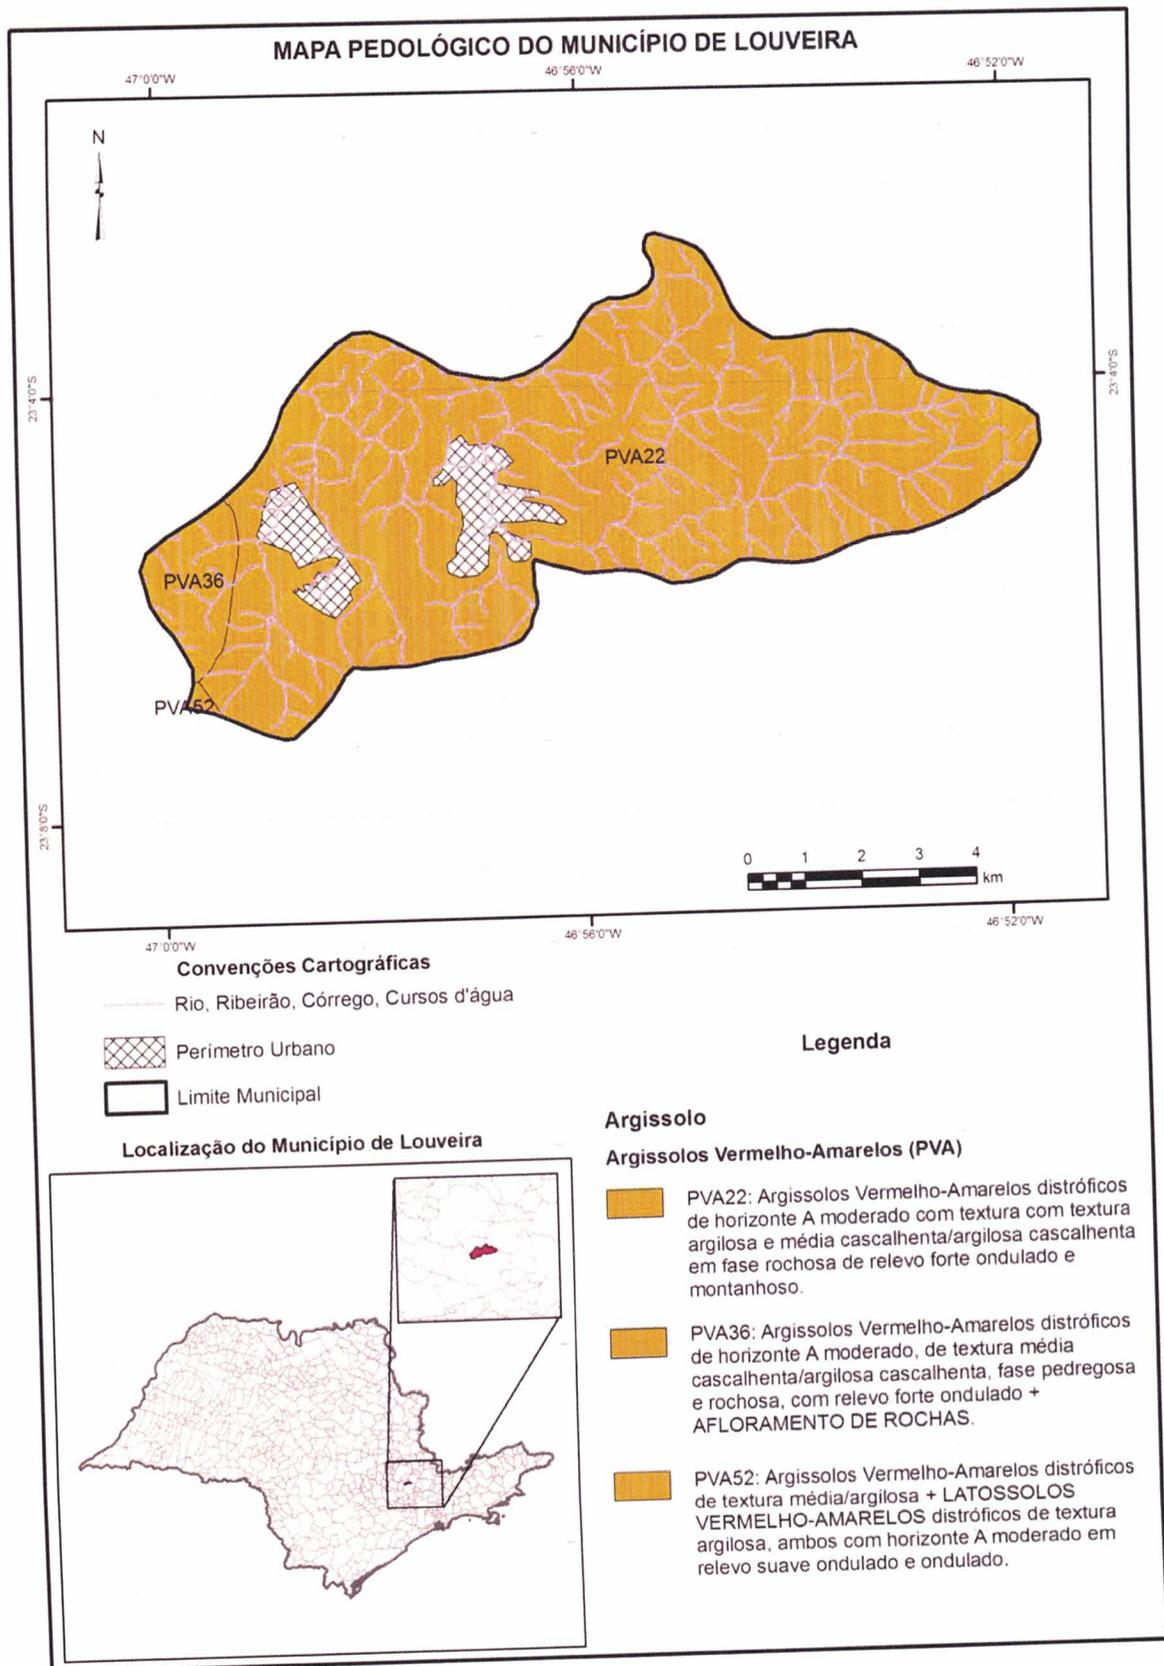 MAPA PEDOLÓGICO DO MUNICÍPIO DE LOUVEIRA
47°0'0"W
46°56'0"W
46°52'0"W
N
23°4'0"S
23°4'0"S
PVA22
PVA36
PVA52
23°8'0"S
0 1 2 3 4
km
47°0'0"W
46°56'0"W
46°52'0"W
Convenções Cartográficas
Rio, Ribeirão, Córrego, Cursos d'água
Perímetro Urbano
Limite Municipal
Localização do Município de Louveira
Legenda
Argissolo
Argissolos Vermelho-Amarelos (PVA)
PVA22: Argissolos Vermelho-Amarelos distróficos
de horizonte A moderado com textura com textura
argilosa e média cascalhenta/argilosa cascalhenta
em fase rochosa de relevo forte ondulado e
montanhoso.
PVA36: Argissolos Vermelho-Amarelos distróficos
de horizonte A moderado, de textura média
cascalhenta/argilosa cascalhenta, fase pedregosa
e rochosa, com relevo forte ondulado +
AFLORAMENTO DE ROCHAS.
PVA52: Argissolos Vermelho-Amarelos distróficos
de textura média/argilosa + LATOSSOLOS
VERMELHO-AMARELOS distróficos de textura
argilosa, ambos com horizonte A moderado em
relevo suave ondulado e ondulado.